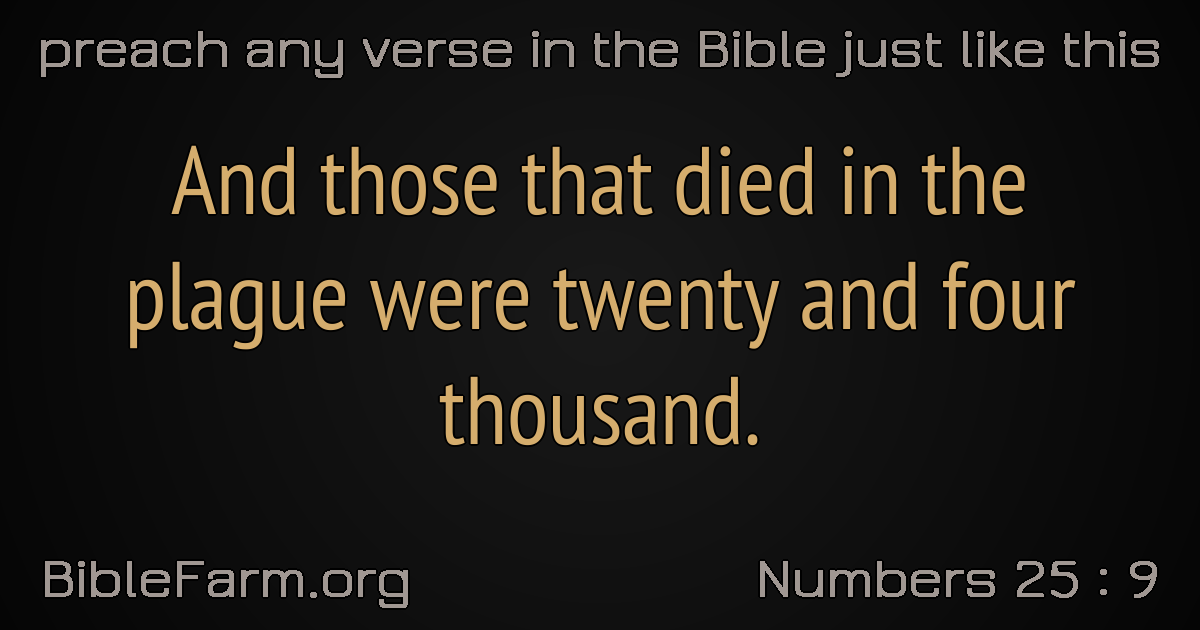 preach any verse in the Bible just like this
And those that died in the
plague were twenty and four
thousand.
BibleFarm.org
Numbers 25 : 9